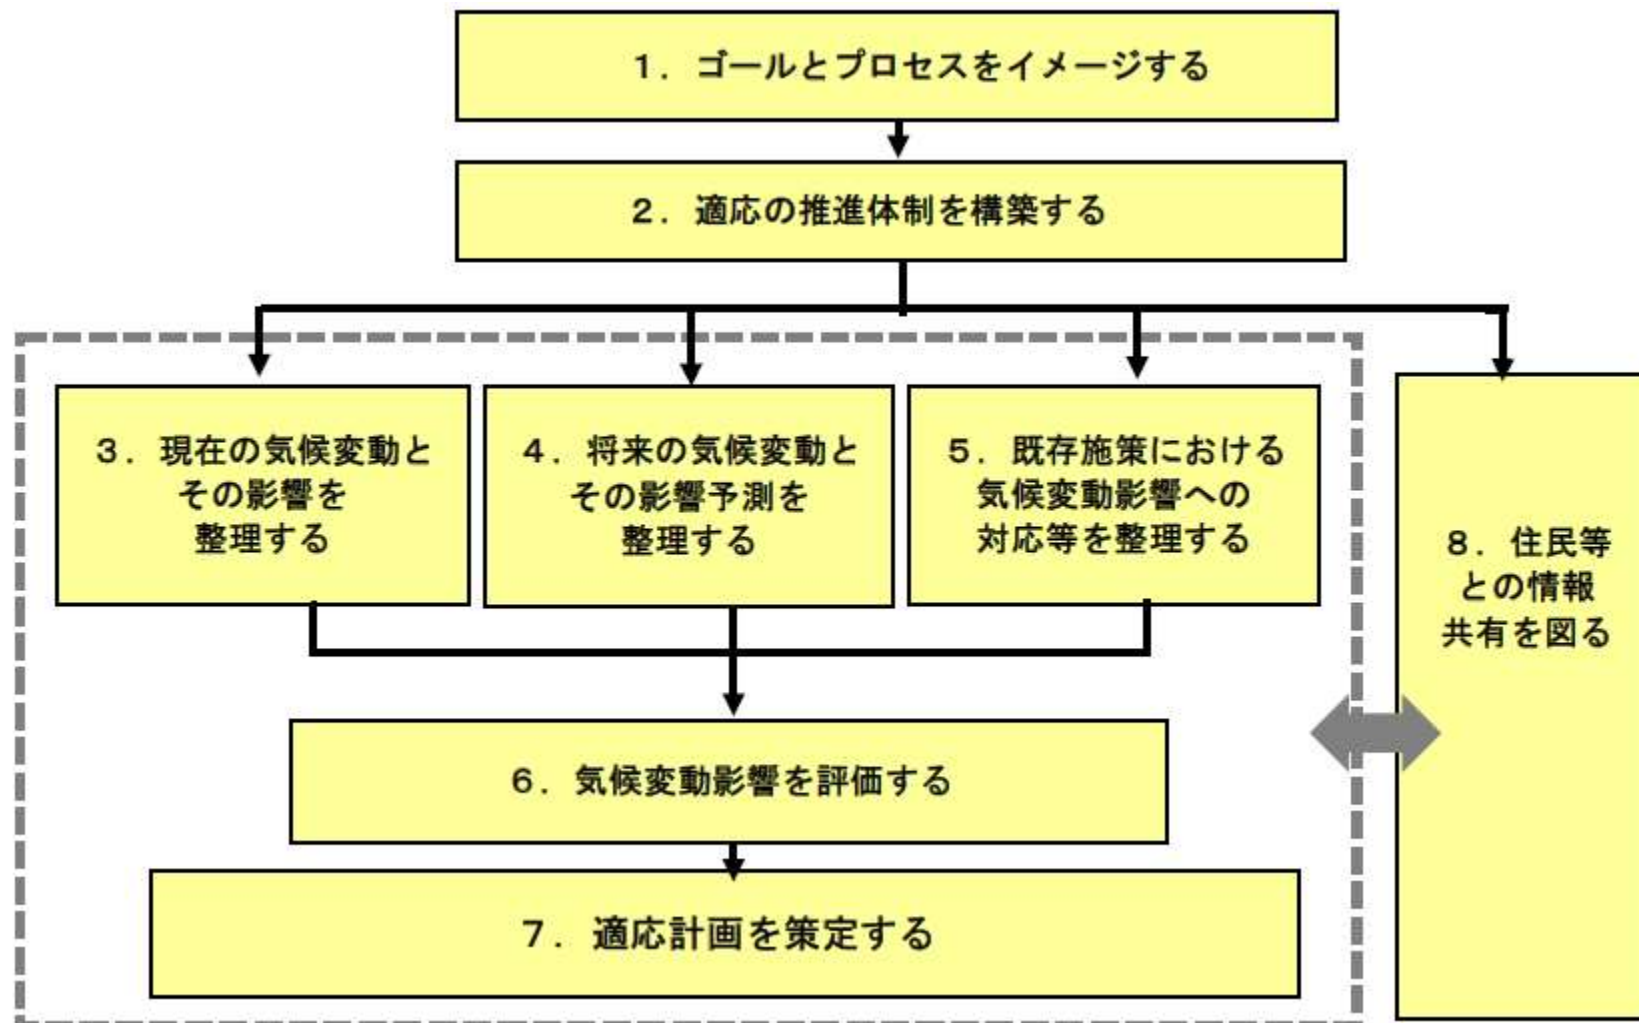 １．ゴールとプロセスをイメージする
２．適応の推進体制を構築する
３．現在の気候変動と
その影響を
整理する
４．将来の気候変動と
その影響予測を
整理する
５．既存施策における
気候変動影響への
対応等を整理する
８．住民等
との情報
共有を図る
６．気候変動影響を評価する
７．適応計画を策定する